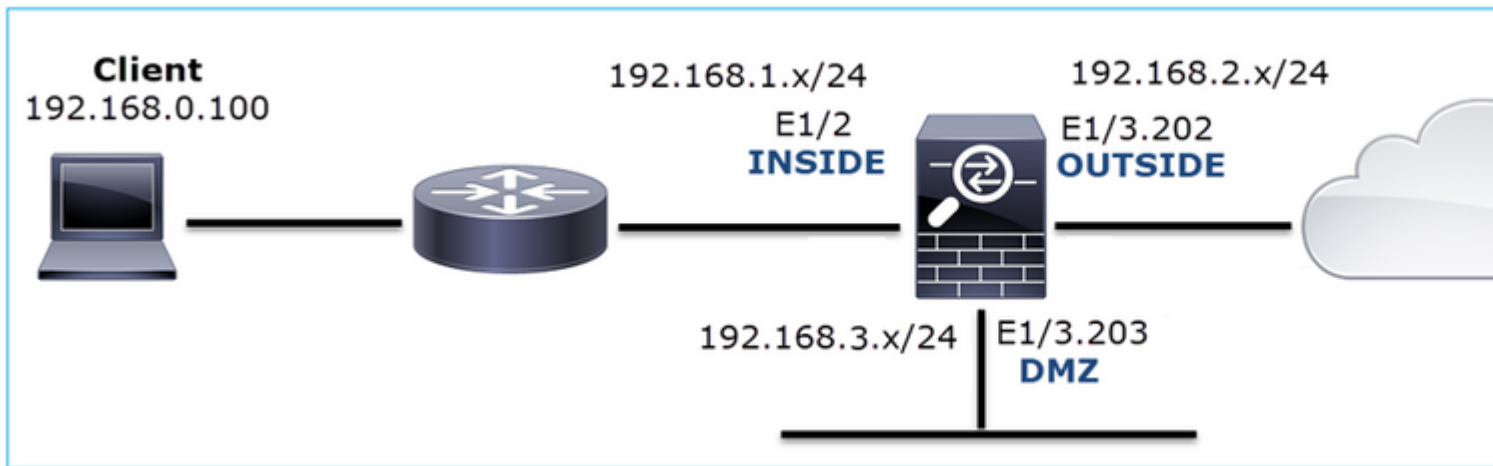 Client
192.168.0.100
192.168.1.x/24
E1/2
INSIDE
192.168.2.x/24
E1/3.202
OUTSIDE
192.168.3.x/24
E1/3.203
DMZ